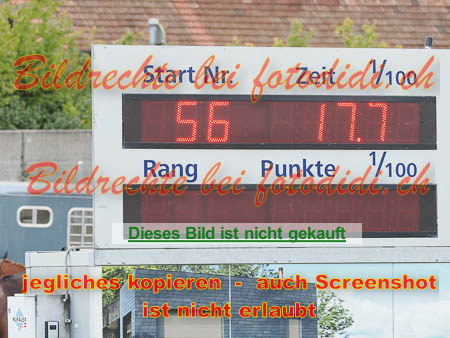 Start Nr. Zeit 1/100
Bildrechte bei fotodidi.ch
56 17.7
Rang Punkte 1/100
Bildrechte bei fotodidi.ch
Dieses Bild ist nicht gekauft
jegliches kopieren - auch Screenshot
ist nicht erlaubt